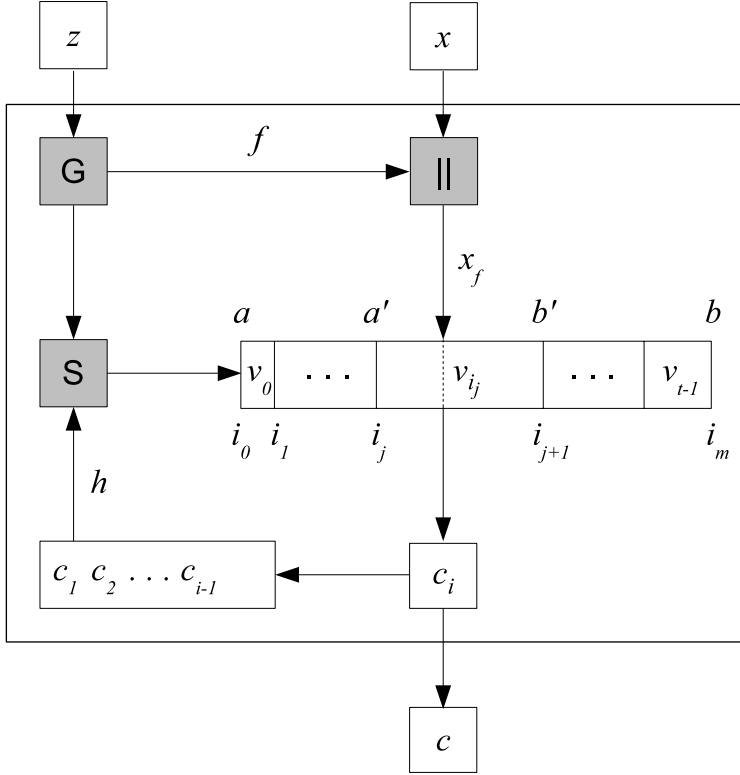 z x
f
G ||
x_f
a a' b' b
S v_0 . . . v_{i_j} . . . v_{t-1}
i_0 i_1 i_j i_{j+1} i_m
h
c_1 c_2 . . . c_{i-1} c_i
c